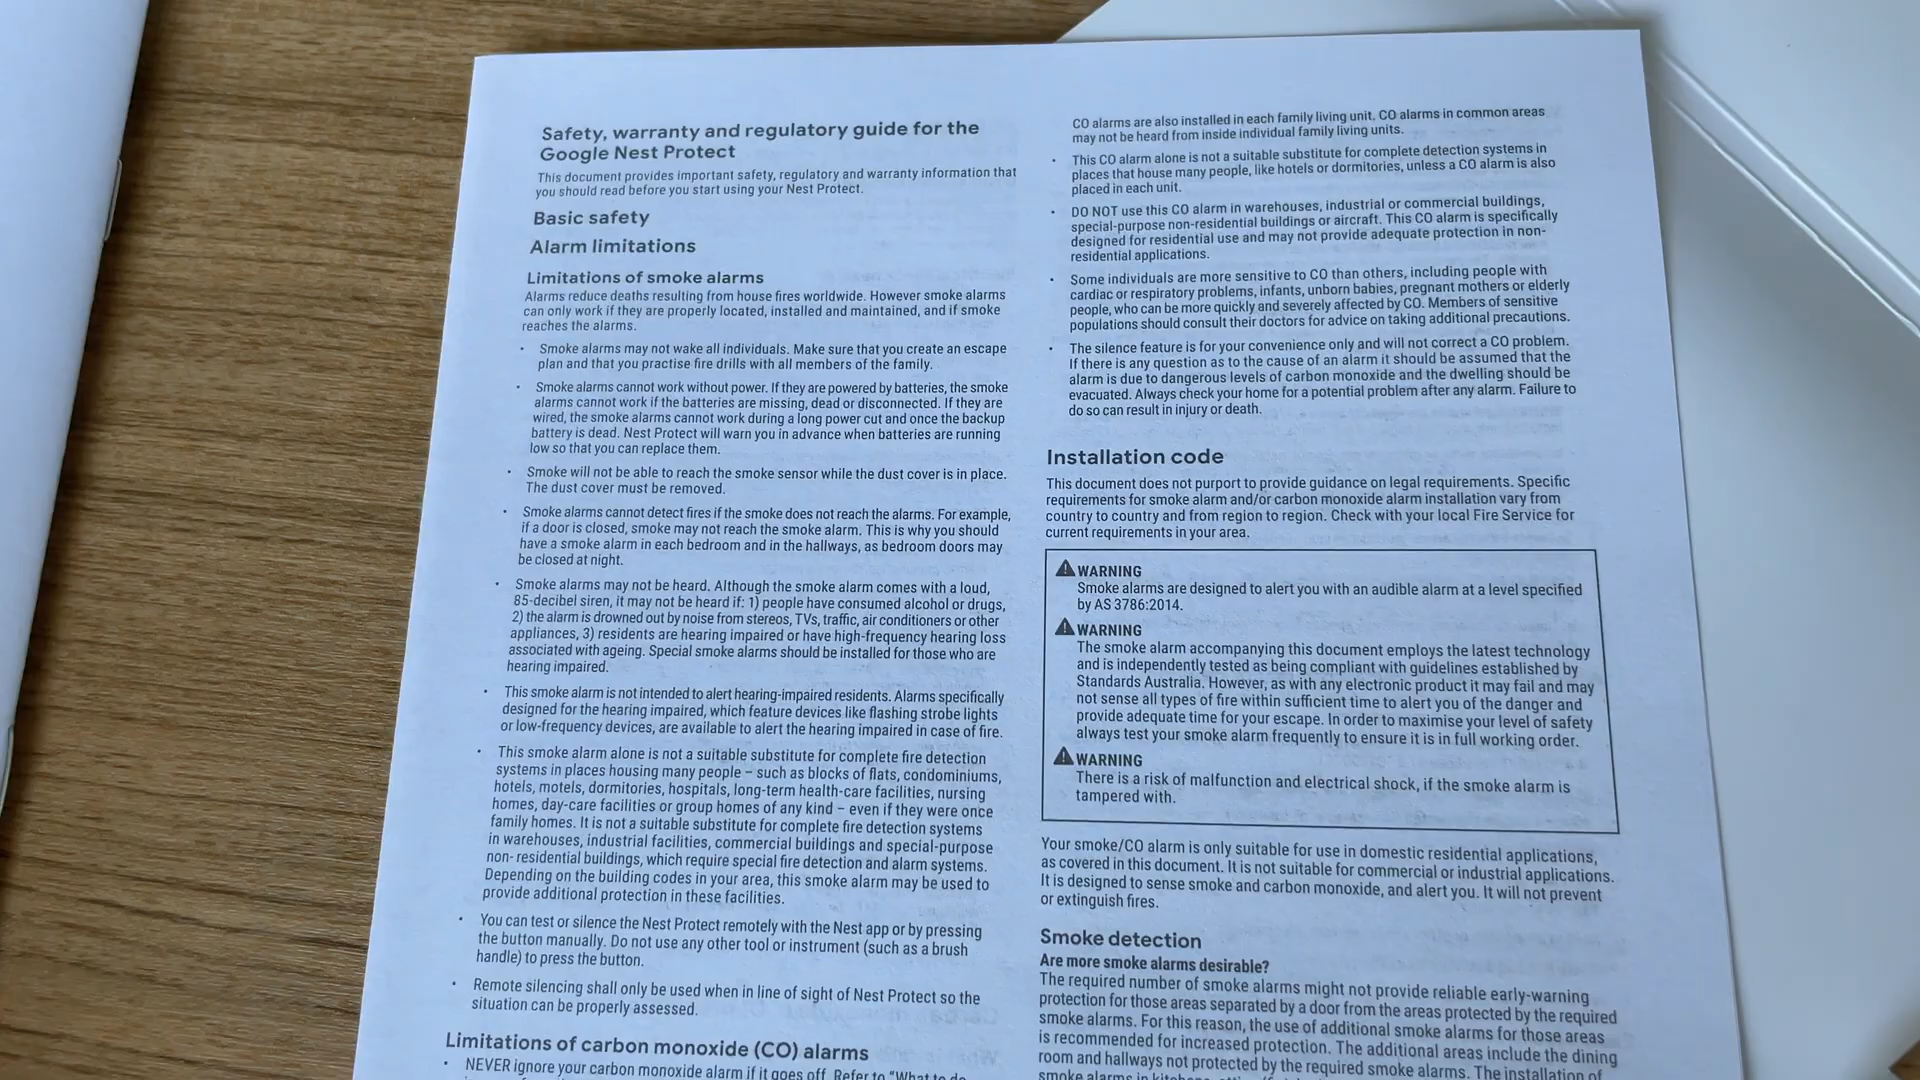 Safety, warranty and regulatory guide for the
Google Nest Protect
This document provides important safety, regulatory and warranty information that
you should read before you start using your Nest Protect.
Basic safety
Alarm limitations
Limitations of smoke alarms
Alarms reduce deaths resulting from house fires worldwide. However smoke alarms
can only work if they are properly located, installed and maintained, and if smoke
reaches the alarms.
• Smoke alarms may not wake all individuals. Make sure that you create an escape
plan and that you practise fire drills with all members of the family.
• Smoke alarms cannot work without power. If they are powered by batteries, the smoke
alarms cannot work if the batteries are missing, dead or disconnected. If they are
wired, the smoke alarms cannot work during a long power cut and once the backup
battery is dead. Nest Protect will warn you in advance when batteries are running
low so that you can replace them.
• Smoke will not be able to reach the smoke sensor while the dust cover is in place.
The dust cover must be removed.
• Smoke alarms cannot detect fires if the smoke does not reach the alarms. For example,
if a door is closed, smoke may not reach the smoke alarm. This is why you should
have a smoke alarm in each bedroom and in the hallways, as bedroom doors may
be closed at night.
• Smoke alarms may not be heard. Although the smoke alarm comes with a loud,
85-decibel siren, it may not be heard if: 1) people have consumed alcohol or drugs,
2) the alarm is drowned out by noise from stereos, TVs, traffic, air conditioners or other
appliances, 3) residents are hearing impaired or have high-frequency hearing loss
associated with ageing. Special smoke alarms should be installed for those who are
hearing impaired.
• This smoke alarm is not intended to alert hearing-impaired residents. Alarms specifically
designed for the hearing impaired, which feature devices like flashing strobe lights
or low-frequency devices, are available to alert the hearing impaired in case of fire.
• This smoke alarm alone is not a suitable substitute for complete fire detection
systems in places housing many people – such as blocks of flats, condominiums,
hotels, motels, dormitories, hospitals, long-term health-care facilities, nursing
homes, day-care facilities or group homes of any kind – even if they were once
family homes. It is not a suitable substitute for complete fire detection systems
in warehouses, industrial facilities, commercial buildings and special-purpose
non- residential buildings, which require special fire detection and alarm systems.
Depending on the building codes in your area, this smoke alarm may be used to
provide additional protection in these facilities.
• You can test or silence the Nest Protect remotely with the Nest app or by pressing
the button manually. Do not use any other tool or instrument (such as a brush
handle) to press the button.
• Remote silencing shall only be used when in line of sight of Nest Protect so the
situation can be properly assessed.
Limitations of carbon monoxide (CO) alarms
• NEVER ignore your carbon monoxide alarm if it goes off. Refer to "What to do
CO alarms are also installed in each family living unit. CO alarms in common areas
may not be heard from inside individual family living units.
• This CO alarm alone is not a suitable substitute for complete detection systems in
places that house many people, like hotels or dormitories, unless a CO alarm is also
placed in each unit.
• DO NOT use this CO alarm in warehouses, industrial or commercial buildings,
special-purpose non-residential buildings or aircraft. This CO alarm is specifically
designed for residential use and may not provide adequate protection in non-
residential applications.
• Some individuals are more sensitive to CO than others, including people with
cardiac or respiratory problems, infants, unborn babies, pregnant mothers or elderly
people, who can be more quickly and severely affected by CO. Members of sensitive
populations should consult their doctors for advice on taking additional precautions.
• The silence feature is for your convenience only and will not correct a CO problem.
If there is any question as to the cause of an alarm it should be assumed that the
alarm is due to dangerous levels of carbon monoxide and the dwelling should be
evacuated. Always check your home for a potential problem after any alarm. Failure to
do so can result in injury or death.
Installation code
This document does not purport to provide guidance on legal requirements. Specific
requirements for smoke alarm and/or carbon monoxide alarm installation vary from
country to country and from region to region. Check with your local Fire Service for
current requirements in your area.
WARNING
Smoke alarms are designed to alert you with an audible alarm at a level specified
by AS 3786:2014.
WARNING
The smoke alarm accompanying this document employs the latest technology
and is independently tested as being compliant with guidelines established by
Standards Australia. However, as with any electronic product it may fail and may
not sense all types of fire within sufficient time to alert you of the danger and
provide adequate time for your escape. In order to maximise your level of safety
always test your smoke alarm frequently to ensure it is in full working order.
WARNING
There is a risk of malfunction and electrical shock, if the smoke alarm is
tampered with.
Your smoke/CO alarm is only suitable for use in domestic residential applications,
as covered in this document. It is not suitable for commercial or industrial applications.
It is designed to sense smoke and carbon monoxide, and alert you. It will not prevent
or extinguish fires.
Smoke detection
Are more smoke alarms desirable?
The required number of smoke alarms might not provide reliable early-warning
protection for those areas separated by a door from the areas protected by the required
smoke alarms. For this reason, the use of additional smoke alarms for those areas
is recommended for increased protection. The additional areas include the dining
room and hallways not protected by the required smoke alarms. The installation of
smoke alarms in